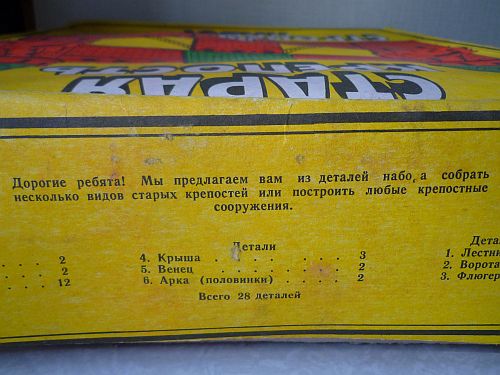 СТАРАЯ
Дорогие ребята! Мы предлагаем вам из деталей набо а собрать
несколько видов старых крепостей или построить любые крепостные
сооружения.
Детали
. . . . . 2
. . . . . 2
. . . . . 12
4. Крыша . . . . . . . . 3
5. Венец . . . . . . . . 2
6. Арка (половинки) . . . . . 2
Всего 28 деталей
Дета
1. Лестни
2. Ворота
3. Флюгер